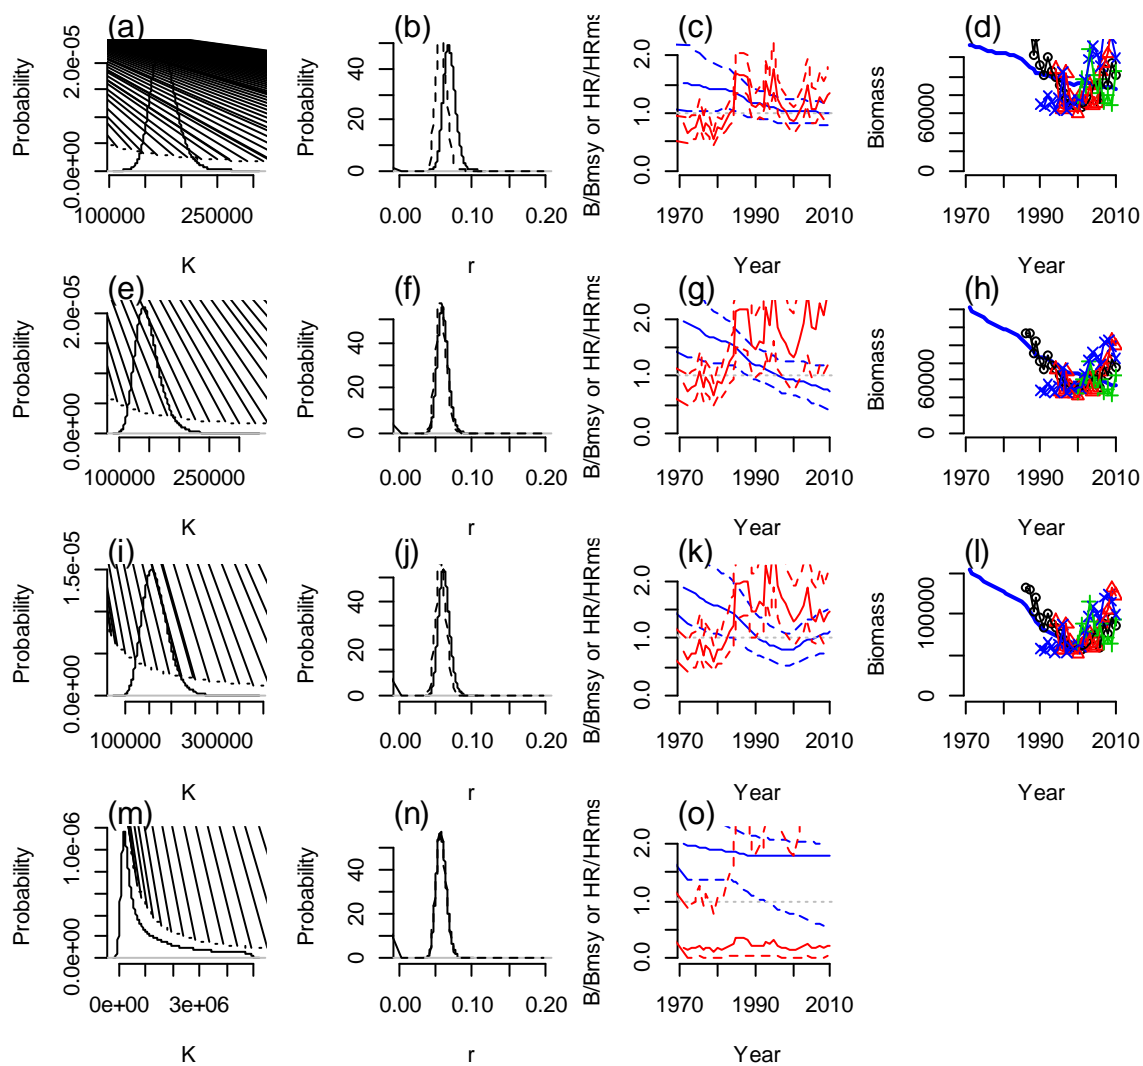 (a)
Probability
0.0e+00 2.0e-05
100000 250000
K
(b)
Probability
0 20 40
0.00 0.10 0.20
r
(c)
B/Bmsy or HR/HRms
0.0 1.0 2.0
1970 1990 2010
Year
(d)
Biomass
0 60000
1970 1990 2010
Year
(e)
Probability
0.0e+00 2.0e-05
100000 250000
K
(f)
Probability
0 20 40
0.00 0.10 0.20
r
(g)
B/Bmsy or HR/HRms
0.0 1.0 2.0
1970 1990 2010
Year
(h)
Biomass
0 60000
1970 1990 2010
Year
(i)
Probability
0.0e+00 1.5e-05
100000 300000
K
(j)
Probability
0 20 40
0.00 0.10 0.20
r
(k)
B/Bmsy or HR/HRms
0.0 1.0 2.0
1970 1990 2010
Year
(l)
Biomass
0 100000
1970 1990 2010
Year
(m)
Probability
0.0e+00 1.0e-06
0e+00 3e+06
K
(n)
Probability
0 20 40
0.00 0.10 0.20
r
(o)
B/Bmsy or HR/HRms
0.0 1.0 2.0
1970 1990 2010
Year